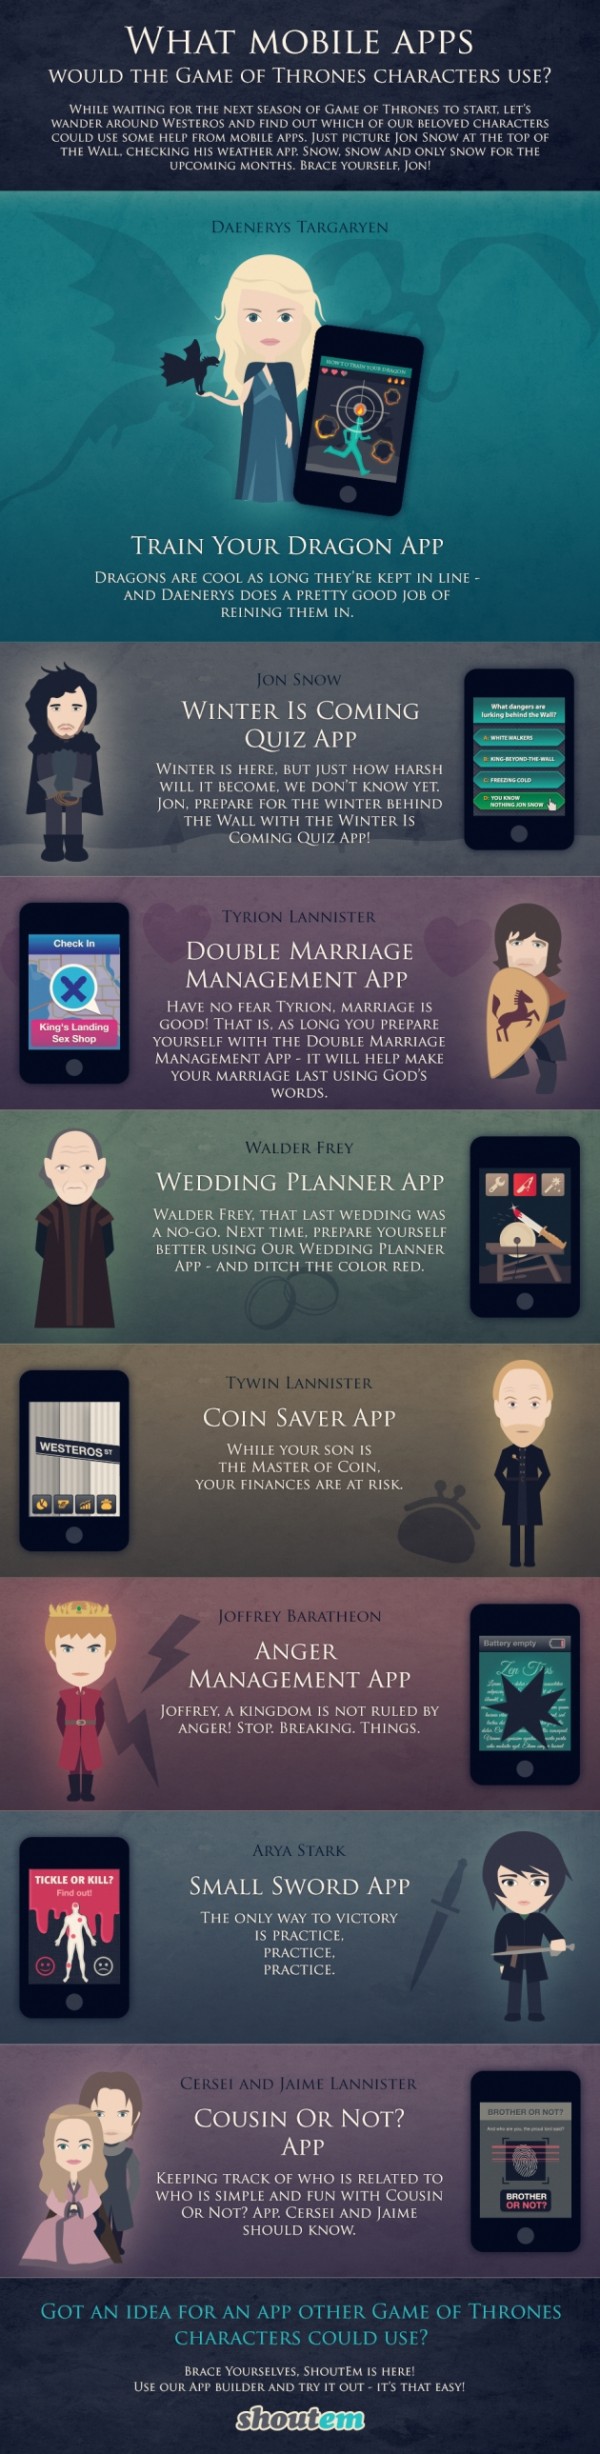 WHAT MOBILE APPS
WOULD THE GAME OF THRONES CHARACTERS USE?
WHILE WAITING FOR THE NEXT SEASON OF GAME OF THRONES TO START, LET'S
WANDER AROUND WESTEROS AND FIND OUT WHICH OF OUR BELOVED CHARACTERS
COULD USE SOME HELP FROM MOBILE APPS. JUST PICTURE JON SNOW AT THE TOP OF
THE WALL, CHECKING HIS WEATHER APP. SNOW, SNOW AND ONLY SNOW FOR THE
UPCOMING MONTHS. BRACE YOURSELF, JON!
DAENERYS TARGARYEN
HOW TO TRAIN YOUR DRAGON
TRAIN YOUR DRAGON APP
DRAGONS ARE COOL AS LONG THEY'RE KEPT IN LINE -
AND DAENERYS DOES A PRETTY GOOD JOB OF
REINING THEM IN.
JON SNOW
WINTER IS COMING
QUIZ APP
WINTER IS HERE, BUT JUST HOW HARSH
WILL IT BECOME, WE DON'T KNOW YET.
JON, PREPARE FOR THE WINTER BEHIND
THE WALL WITH THE WINTER IS
COMING QUIZ APP!
What dangers are
lurking behind the Wall?
A: WHITE WALKERS
B: KING-BEYOND-THE-WALL
C: FREEZING COLD
D: YOU KNOW
NOTHING JON SNOW
Check In
King's Landing
Sex Shop
TYRION LANNISTER
DOUBLE MARRIAGE
MANAGEMENT APP
HAVE NO FEAR TYRION, MARRIAGE IS
GOOD! THAT IS, AS LONG YOU PREPARE
YOURSELF WITH THE DOUBLE MARRIAGE
MANAGEMENT APP - IT WILL HELP MAKE
YOUR MARRIAGE LAST USING GOD'S
WORDS.
WALDER FREY
WEDDING PLANNER APP
WALDER FREY, THAT LAST WEDDING WAS
A NO-GO. NEXT TIME, PREPARE YOURSELF
BETTER USING OUR WEDDING PLANNER
APP - AND DITCH THE COLOR RED.
WESTEROS ST
TYWIN LANNISTER
COIN SAVER APP
WHILE YOUR SON IS
THE MASTER OF COIN,
YOUR FINANCES ARE AT RISK.
JOFFREY BARATHEON
ANGER
MANAGEMENT APP
JOFFREY, A KINGDOM IS NOT RULED BY
ANGER! STOP. BREAKING. THINGS.
Battery empty
Zen
TICKLE OR KILL?
Find out!
ARYA STARK
SMALL SWORD APP
THE ONLY WAY TO VICTORY
IS PRACTICE,
PRACTICE,
PRACTICE.
CERSEI AND JAIME LANNISTER
COUSIN OR NOT?
APP
KEEPING TRACK OF WHO IS RELATED TO
WHO IS SIMPLE AND FUN WITH COUSIN
OR NOT? APP. CERSEI AND JAIME
SHOULD KNOW.
BROTHER OR NOT?
And who are you, the proud lord said?
BROTHER
OR NOT?
GOT AN IDEA FOR AN APP OTHER GAME OF THRONES
CHARACTERS COULD USE?
BRACE YOURSELVES, SHOUTEM IS HERE!
USE OUR APP BUILDER AND TRY IT OUT - IT'S THAT EASY!
shoutem